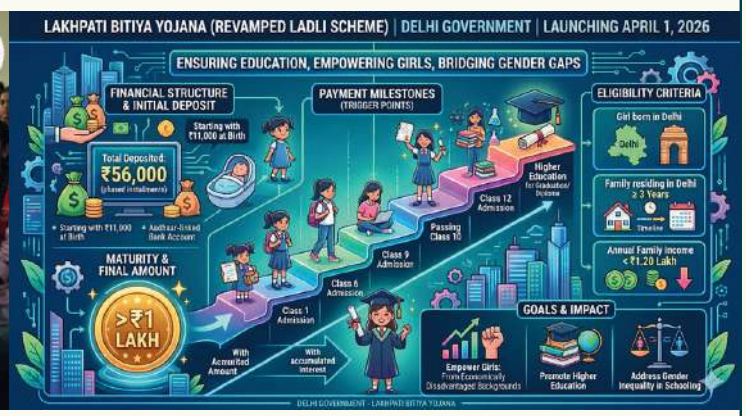 LAKHPATI BITIYA YOJANA (REVAMPED LADLI SCHEME) | DELHI GOVERNMENT | LAUNCHING APRIL 1, 2026
ENSURING EDUCATION, EMPOWERING GIRLS, BRIDGING GENDER GAPS
FINANCIAL STRUCTURE
& INITIAL DEPOSIT
Starting with
₹11,000 at Birth
Total Deposited:
₹56,000
(phased installments)
• Starting with ₹11,000
at Birth
• Aadhaar-linked
Bank Account
MATURITY &
FINAL AMOUNT
>₹1
LAKH
With
Accredited
Amount
With
accumulated
Interest
PAYMENT MILESTONES
(TRIGGER POINTS)
Class 1
Admission
Class 6
Admission
Class 9
Admission
Passing
Class 10
Class 12
Admission
Higher
Education
for Graduation/
Diploma
ELIGIBILITY CRITERIA
Girl born in Delhi
Delhi
Family residing in Delhi
≥ 3 Years
Timeline
Annual Family Income
< ₹1.20 Lakh
GOALS & IMPACT
Empower Girls:
From Economically
Disadvantaged Backgrounds
Promote Higher
Education
Address Gender
Inequality in Schooling
DELHI GOVERNMENT - LAKHPATI BITIYA YOJANA